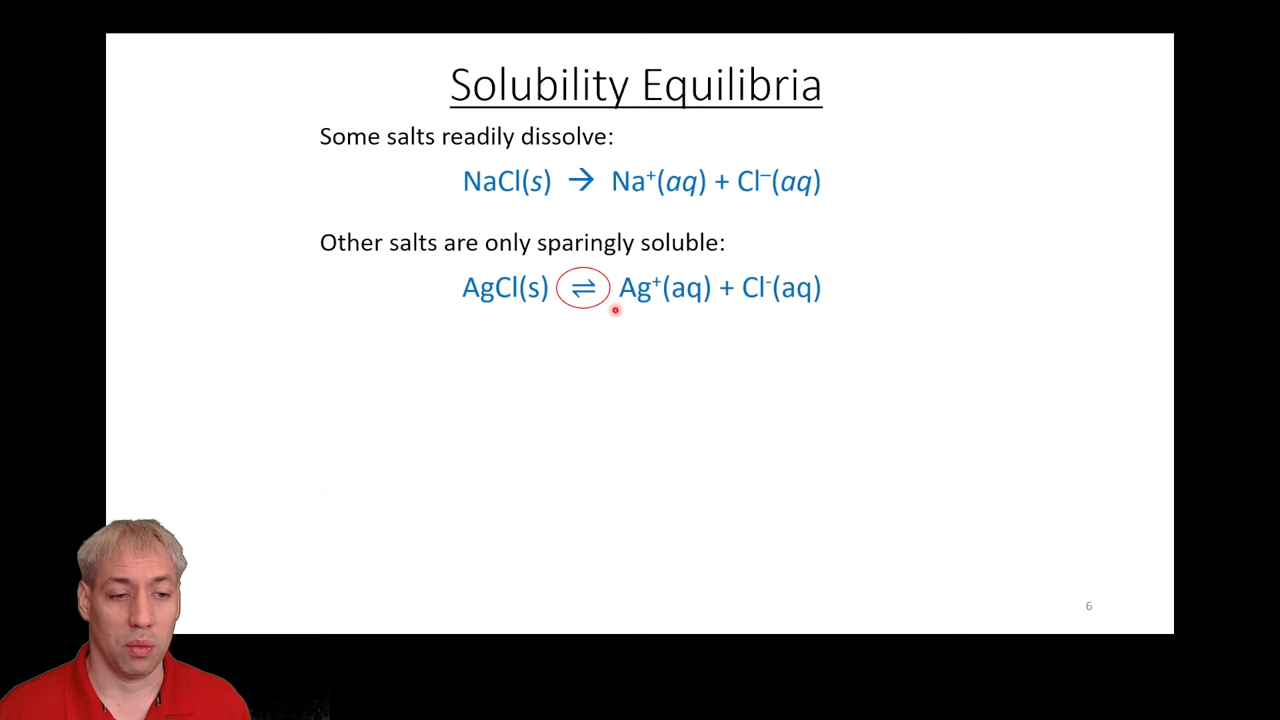 Solubility Equilibria
Some salts readily dissolve:
NaCl(s) → Na⁺(aq) + Cl⁻(aq)
Other salts are only sparingly soluble:
AgCl(s) ⇌ Ag⁺(aq) + Cl⁻(aq)
6